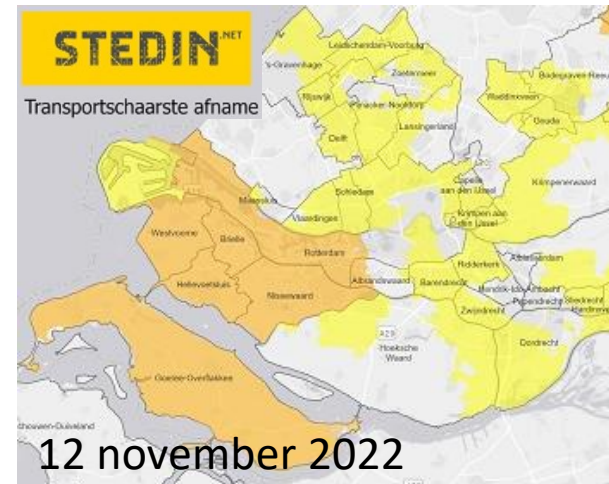 STEDIN.NET
Transportschaarste afname
Leidschendam-Voorburg
's-Gravenhage
Zoetermeer
Bodegraven-Reeu
Rijswijk
Pijnacker-Nootdorp
Waddinxveen
Delft
Lansingerland
Gouda
Capelle
aan den IJssel
Krimpenerwaard
Maassluis
Schiedam
Vlaardingen
Krimpen aan
den IJssel
Westvoorne
Brielle
Rotterdam
Ridderkerk
Alblasserdam
Hellevoetsluis
Nissewaard
Albrandswaard
Barendrecht
Hendrik-Ido-Ambacht
Papendrecht
Sliedrecht
Zwijndrecht
A29
Hoeksche
Waard
Dordrecht
Goeree-Overflakkee
chouwen-Duiveland
12 november 2022